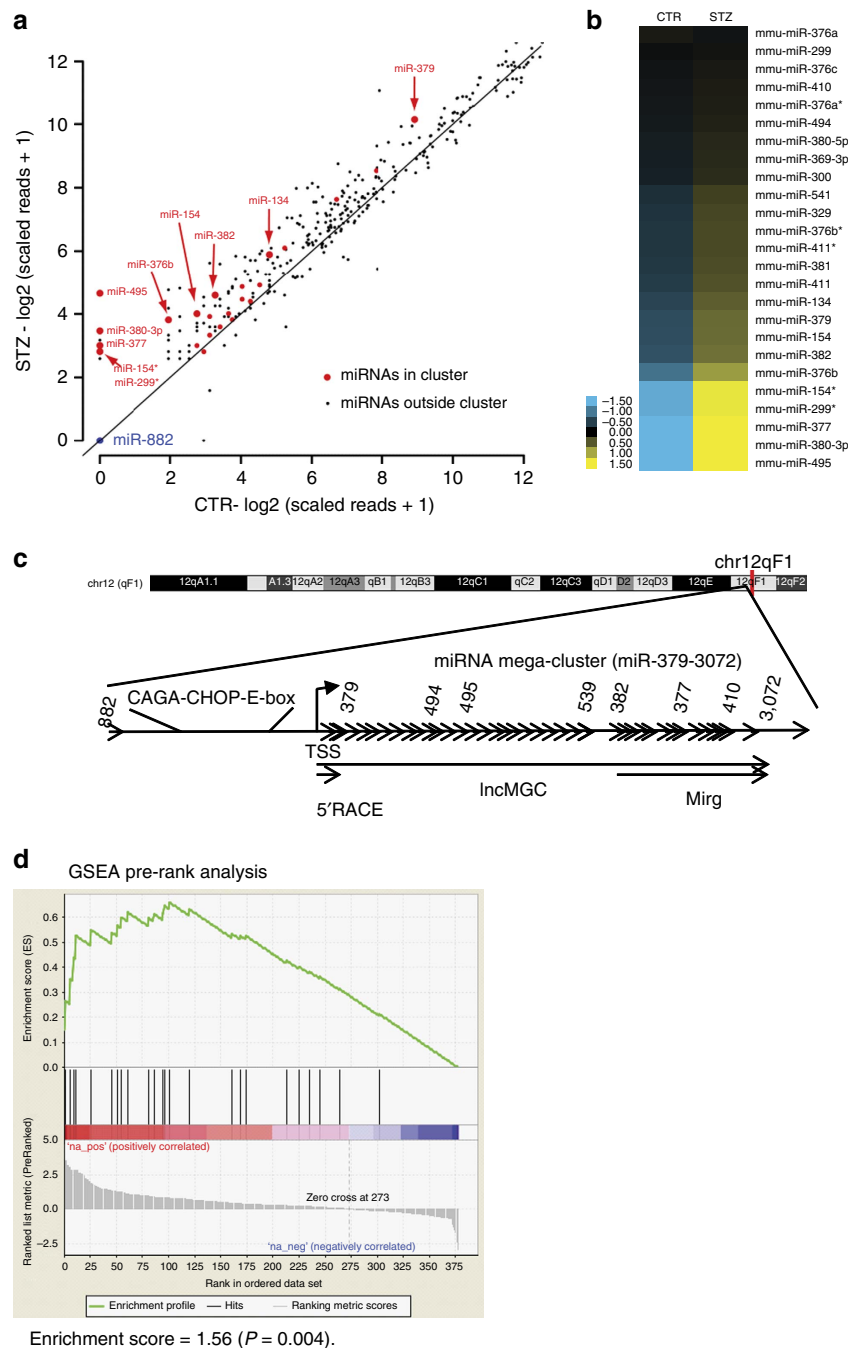 a
STZ - log2 (scaled reads + 1)
12
10
8
6
4
2
0
miR-379
miR-134
miR-154
miR-382
miR-376b
miR-495
miR-380-3p
miR-377
miR-154*
miR-299*
miR-882
miRNAs in cluster
miRNAs outside cluster
0 2 4 6 8 10 12
CTR- log2 (scaled reads + 1)
b
CTR STZ
mmu-miR-376a
mmu-miR-299
mmu-miR-376c
mmu-miR-410
mmu-miR-376a*
mmu-miR-494
mmu-miR-380-5p
mmu-miR-369-3p
mmu-miR-300
mmu-miR-541
mmu-miR-329
mmu-miR-376b*
mmu-miR-411*
mmu-miR-381
mmu-miR-411
mmu-miR-134
mmu-miR-379
mmu-miR-154
mmu-miR-382
mmu-miR-376b
mmu-miR-154*
mmu-miR-299*
mmu-miR-377
mmu-miR-380-3p
mmu-miR-495
−1.50
−1.00
−0.50
0.00
0.50
1.00
1.50
c
chr12qF1
chr12 (qF1) 12qA1.1 A1.3 12qA2 12qA3 qB1 12qB3 12qC1 qC2 12qC3 qD1 D2 12qD3 12qE 12qF1 12qF2
miRNA mega-cluster (miR-379-3072)
882 CAGA-CHOP-E-box 379 494 495 539 382 377 410 3,072
TSS
lncMGC
Mirg
5′RACE
d
GSEA pre-rank analysis
Enrichment score (ES)
0.6
0.5
0.4
0.3
0.2
0.1
0.0
Ranked list metric (PreRanked)
5.0
2.5
0.0
−2.5
'na_pos' (positively correlated)
Zero cross at 273
'na_neg' (negatively correlated)
0 25 50 75 100 125 150 175 200 225 250 275 300 325 350 375
Rank in ordered data set
Enrichment profile Hits Ranking metric scores
Enrichment score = 1.56 (P = 0.004).